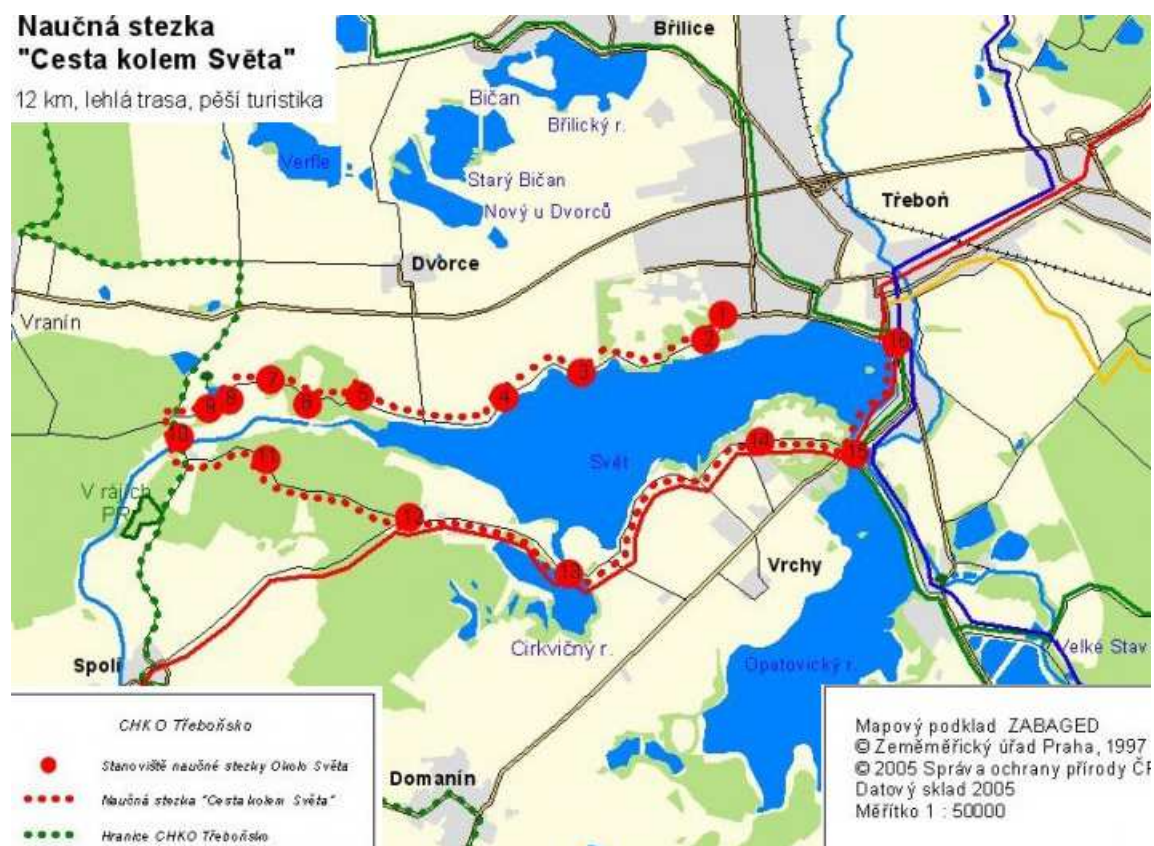 Naučná stezka
"Cesta kolem Světa"
12 km, lehlá trasa, pěší turistika
Břilice
Bičan
Břilický r.
Verfle
Starý Bičan
Nový u Dvorců
Třeboň
Dvorce
Vranín
1
2
3
4
5
6
7
8
9
10
11
12
13
14
15
16
Svět
V rájích
PP
Vrchy
Cirkvičný r.
Opatovický r.
Velké Stav
Spolí
Domanín
CHKO Třeboňsko
Stanoviště naučné stezky Okolo Světa
Naučná stezka "Cesta kolem Světa"
Hranice CHKO Třeboňsko
Mapový podklad ZABAGED
© Zeměměřický úřad Praha, 1997
© 2005 Správa ochrany přírody ČR
Datový sklad 2005
Měřítko 1 : 50000